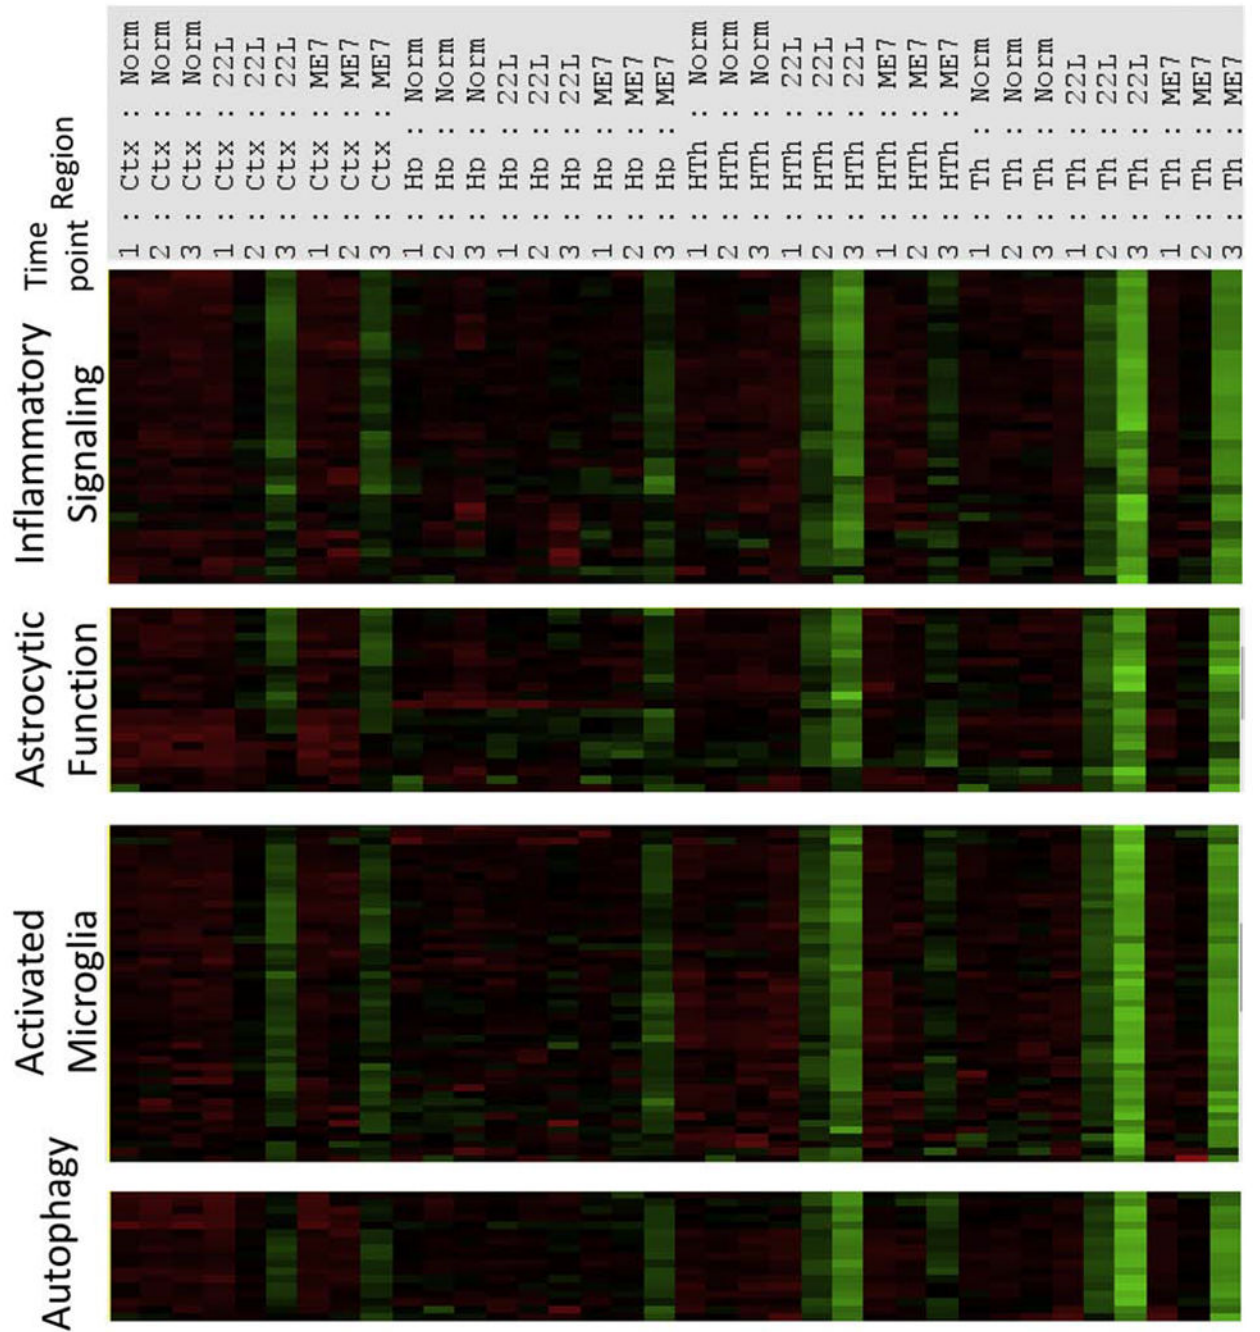 Time
point
Region
1 : Ctx : Norm
2 : Ctx : Norm
3 : Ctx : Norm
1 : Ctx : 22L
2 : Ctx : 22L
3 : Ctx : 22L
1 : Ctx : ME7
2 : Ctx : ME7
3 : Ctx : ME7
1 : Hp : Norm
2 : Hp : Norm
3 : Hp : Norm
1 : Hp : 22L
2 : Hp : 22L
3 : Hp : 22L
1 : Hp : ME7
2 : Hp : ME7
3 : Hp : ME7
1 : HTh : Norm
2 : HTh : Norm
3 : HTh : Norm
1 : HTh : 22L
2 : HTh : 22L
3 : HTh : 22L
1 : HTh : ME7
2 : HTh : ME7
3 : HTh : ME7
1 : Th : Norm
2 : Th : Norm
3 : Th : Norm
1 : Th : 22L
2 : Th : 22L
3 : Th : 22L
1 : Th : ME7
2 : Th : ME7
3 : Th : ME7
Inflammatory
Signaling
Astrocytic
Function
Activated
Microglia
Autophagy